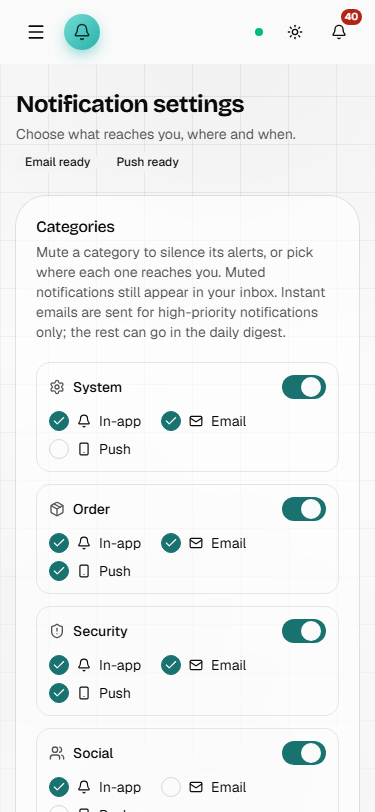 40
Notification settings
Choose what reaches you, where and when.
Email ready Push ready
Categories
Mute a category to silence its alerts, or pick
where each one reaches you. Muted
notifications still appear in your inbox. Instant
emails are sent for high-priority notifications
only; the rest can go in the daily digest.
System
In-app Email
Push
Order
In-app Email
Push
Security
In-app Email
Push
Social
In-app Email